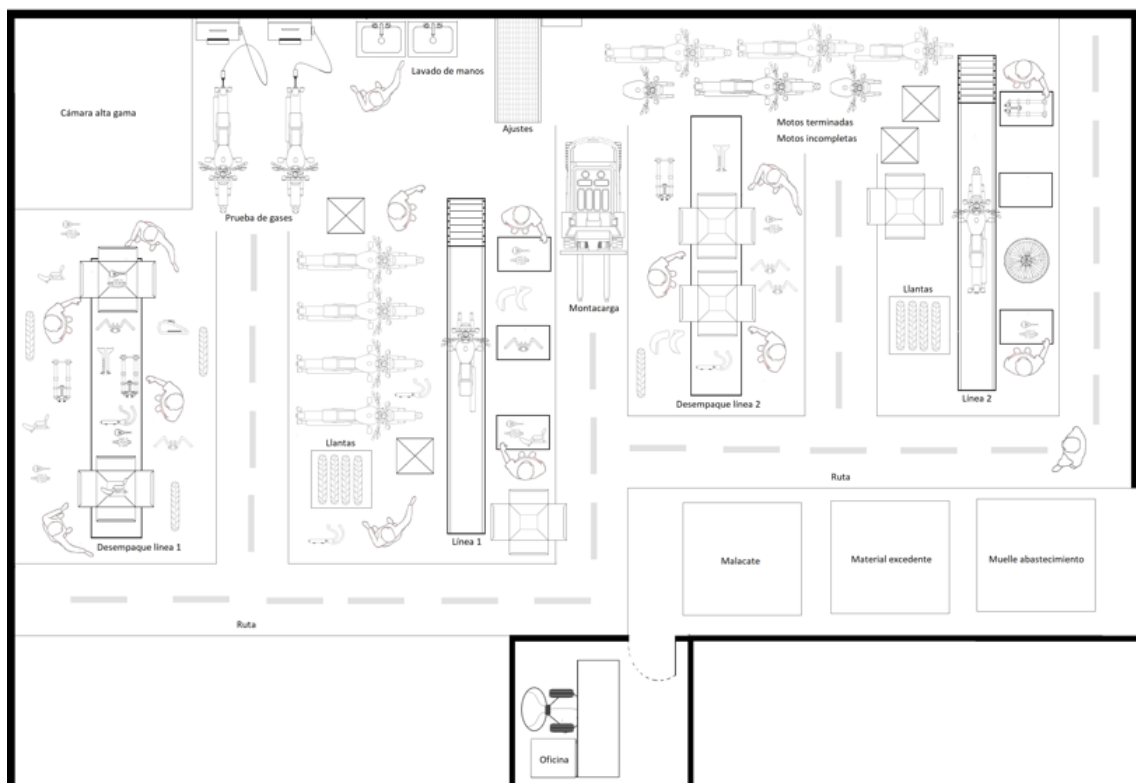 Lavado de manos
Cámara alta gama
Ajustes
Motos terminadas
Motos incompletas
Prueba de gases
Llantas
Montacarga
Desempaque línea 2
Línea 2
Llantas
Ruta
Desempaque línea 1
Línea 1
Malacate
Material excedente
Muelle abastecimiento
Ruta
Oficina